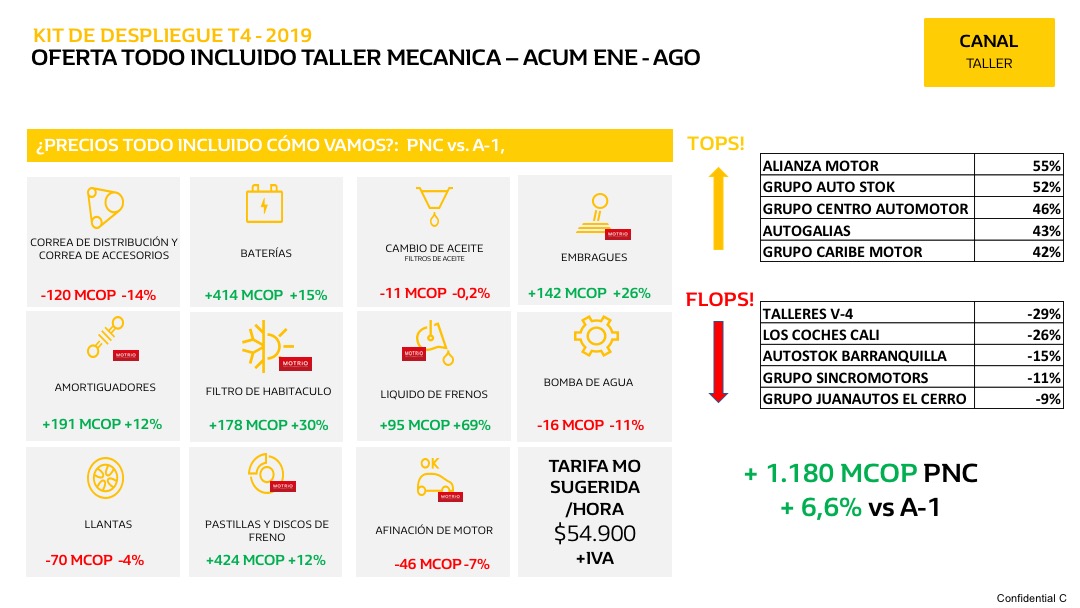 KIT DE DESPLIEGUE T4 - 2019
OFERTA TODO INCLUIDO TALLER MECANICA – ACUM ENE - AGO
CANAL
TALLER
¿PRECIOS TODO INCLUIDO CÓMO VAMOS?: PNC vs. A-1,
CORREA DE DISTRIBUCIÓN Y
CORREA DE ACCESORIOS
-120 MCOP -14%
BATERÍAS
+414 MCOP +15%
CAMBIO DE ACEITE
FILTROS DE ACEITE
-11 MCOP -0,2%
MOTRIO
EMBRAGUES
+142 MCOP +26%
MOTRIO
AMORTIGUADORES
+191 MCOP +12%
MOTRIO
FILTRO DE HABITACULO
+178 MCOP +30%
MOTRIO
LIQUIDO DE FRENOS
+95 MCOP +69%
BOMBA DE AGUA
-16 MCOP -11%
LLANTAS
-70 MCOP -4%
MOTRIO
PASTILLAS Y DISCOS DE
FRENO
+424 MCOP +12%
OK
MOTRIO
AFINACIÓN DE MOTOR
-46 MCOP -7%
TARIFA MO
SUGERIDA
/HORA
$54.900
+IVA
TOPS!
ALIANZA MOTOR 55%
GRUPO AUTO STOK 52%
GRUPO CENTRO AUTOMOTOR 46%
AUTOGALIAS 43%
GRUPO CARIBE MOTOR 42%
FLOPS!
TALLERES V-4 -29%
LOS COCHES CALI -26%
AUTOSTOK BARRANQUILLA -15%
GRUPO SINCROMOTORS -11%
GRUPO JUANAUTOS EL CERRO -9%
+ 1.180 MCOP PNC
+ 6,6% vs A-1
Confidential C